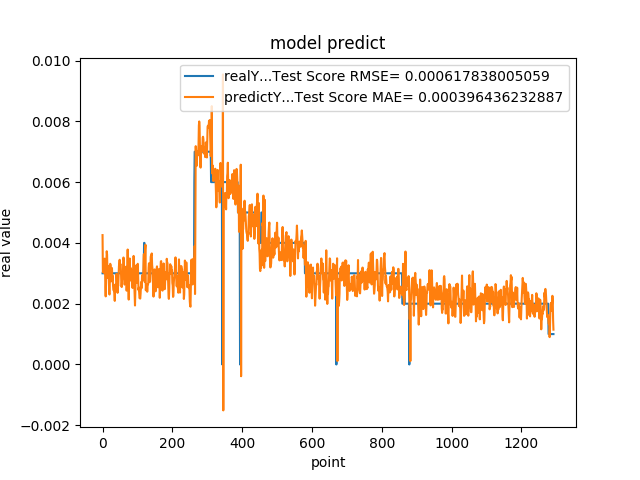 model predict
realY...Test Score RMSE= 0.000617838005059
predictY...Test Score MAE= 0.000396436232887
0.010
0.008
0.006
0.004
0.002
0.000
−0.002
real value
0 200 400 600 800 1000 1200
point